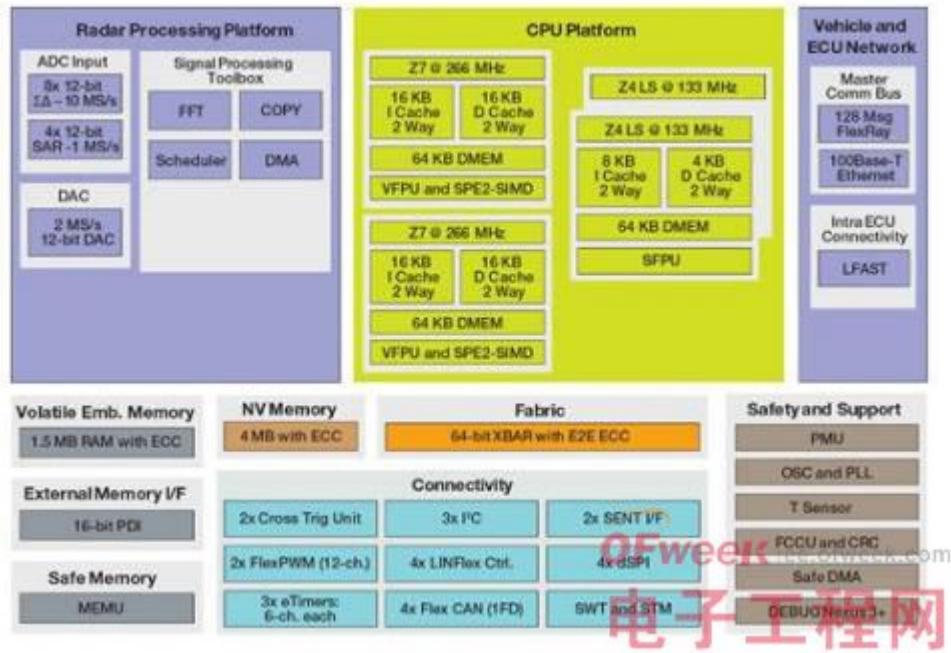 Radar Processing Platform
ADC Input
8x 12-bit
ΣΔ – 10 MS/s
4x 12-bit
SAR -1 MS/s
DAC
2 MS/s
12-bit DAC
Signal Processing
Toolbox
FFT
COPY
Scheduler
DMA
CPU Platform
Z7 @ 266 MHz
16 KB
I Cache
2 Way
16 KB
D Cache
2 Way
64 KB DMEM
VFPU and SPE2-SIMD
Z7 @ 266 MHz
16 KB
I Cache
2 Way
16 KB
D Cache
2 Way
64 KB DMEM
VFPU and SPE2-SIMD
Z4 LS @ 133 MHz
Z4 LS @ 133 MHz
8 KB
I Cache
2 Way
4 KB
D Cache
2 Way
64 KB DMEM
SFPU
Vehicle and
ECU Network
Master
Comm Bus
128 Msg
FlexRay
100Base-T
Ethernet
Intra ECU
Connectivity
LFAST
Volatile Emb. Memory
1.5 MB RAM with ECC
External Memory I/F
16-bit PDI
Safe Memory
MEMU
NV Memory
4 MB with ECC
Fabric
64-bit XBAR with E2E ECC
Connectivity
2x Cross Trig Unit
3x I²C
2x SENT I/F
2x FlexPWM (12-ch.)
4x LINFlex Ctrl.
4x dSPI
3x eTimers:
6-ch. each
4x Flex CAN (1FD)
SWT and STM
Safety and Support
PMU
OSC and PLL
T Sensor
FCCU and CRC
Safe DMA
DEBUG Nexus 3+
OFweek
ee.ofweek.com
电子工程网